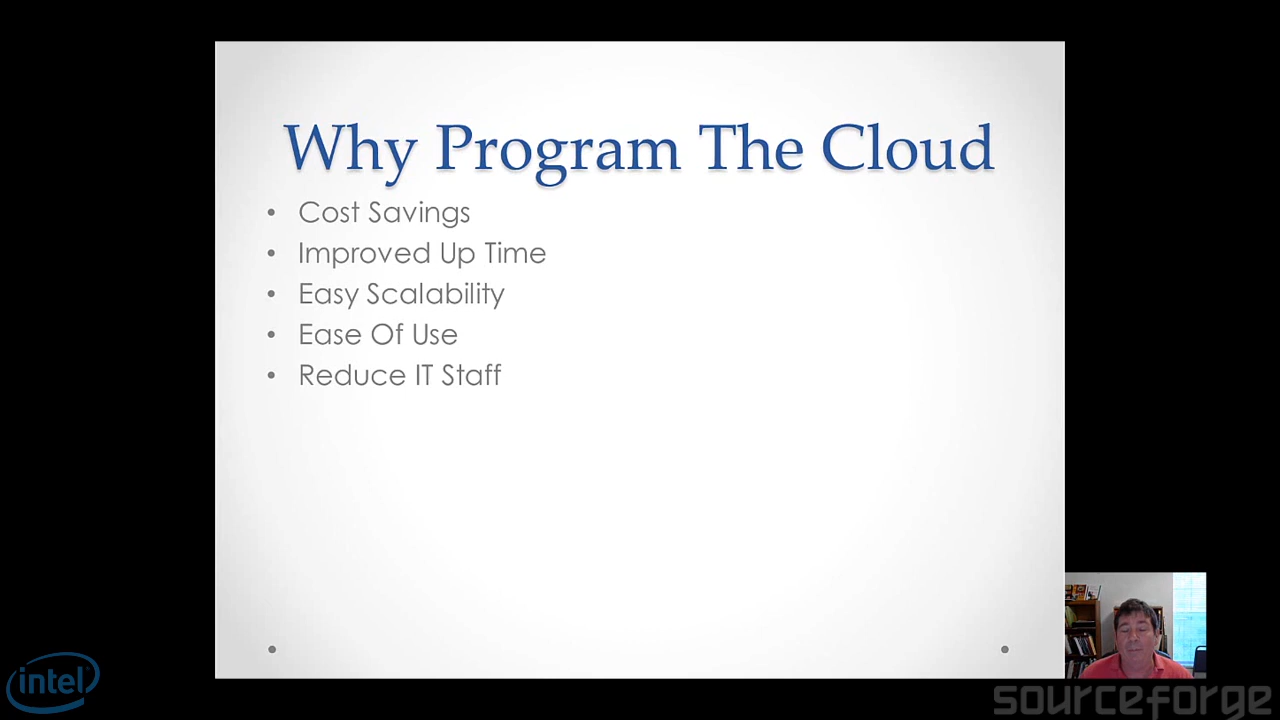 Why Program The Cloud
• Cost Savings
• Improved Up Time
• Easy Scalability
• Ease Of Use
• Reduce IT Staff
intel
sourceforge